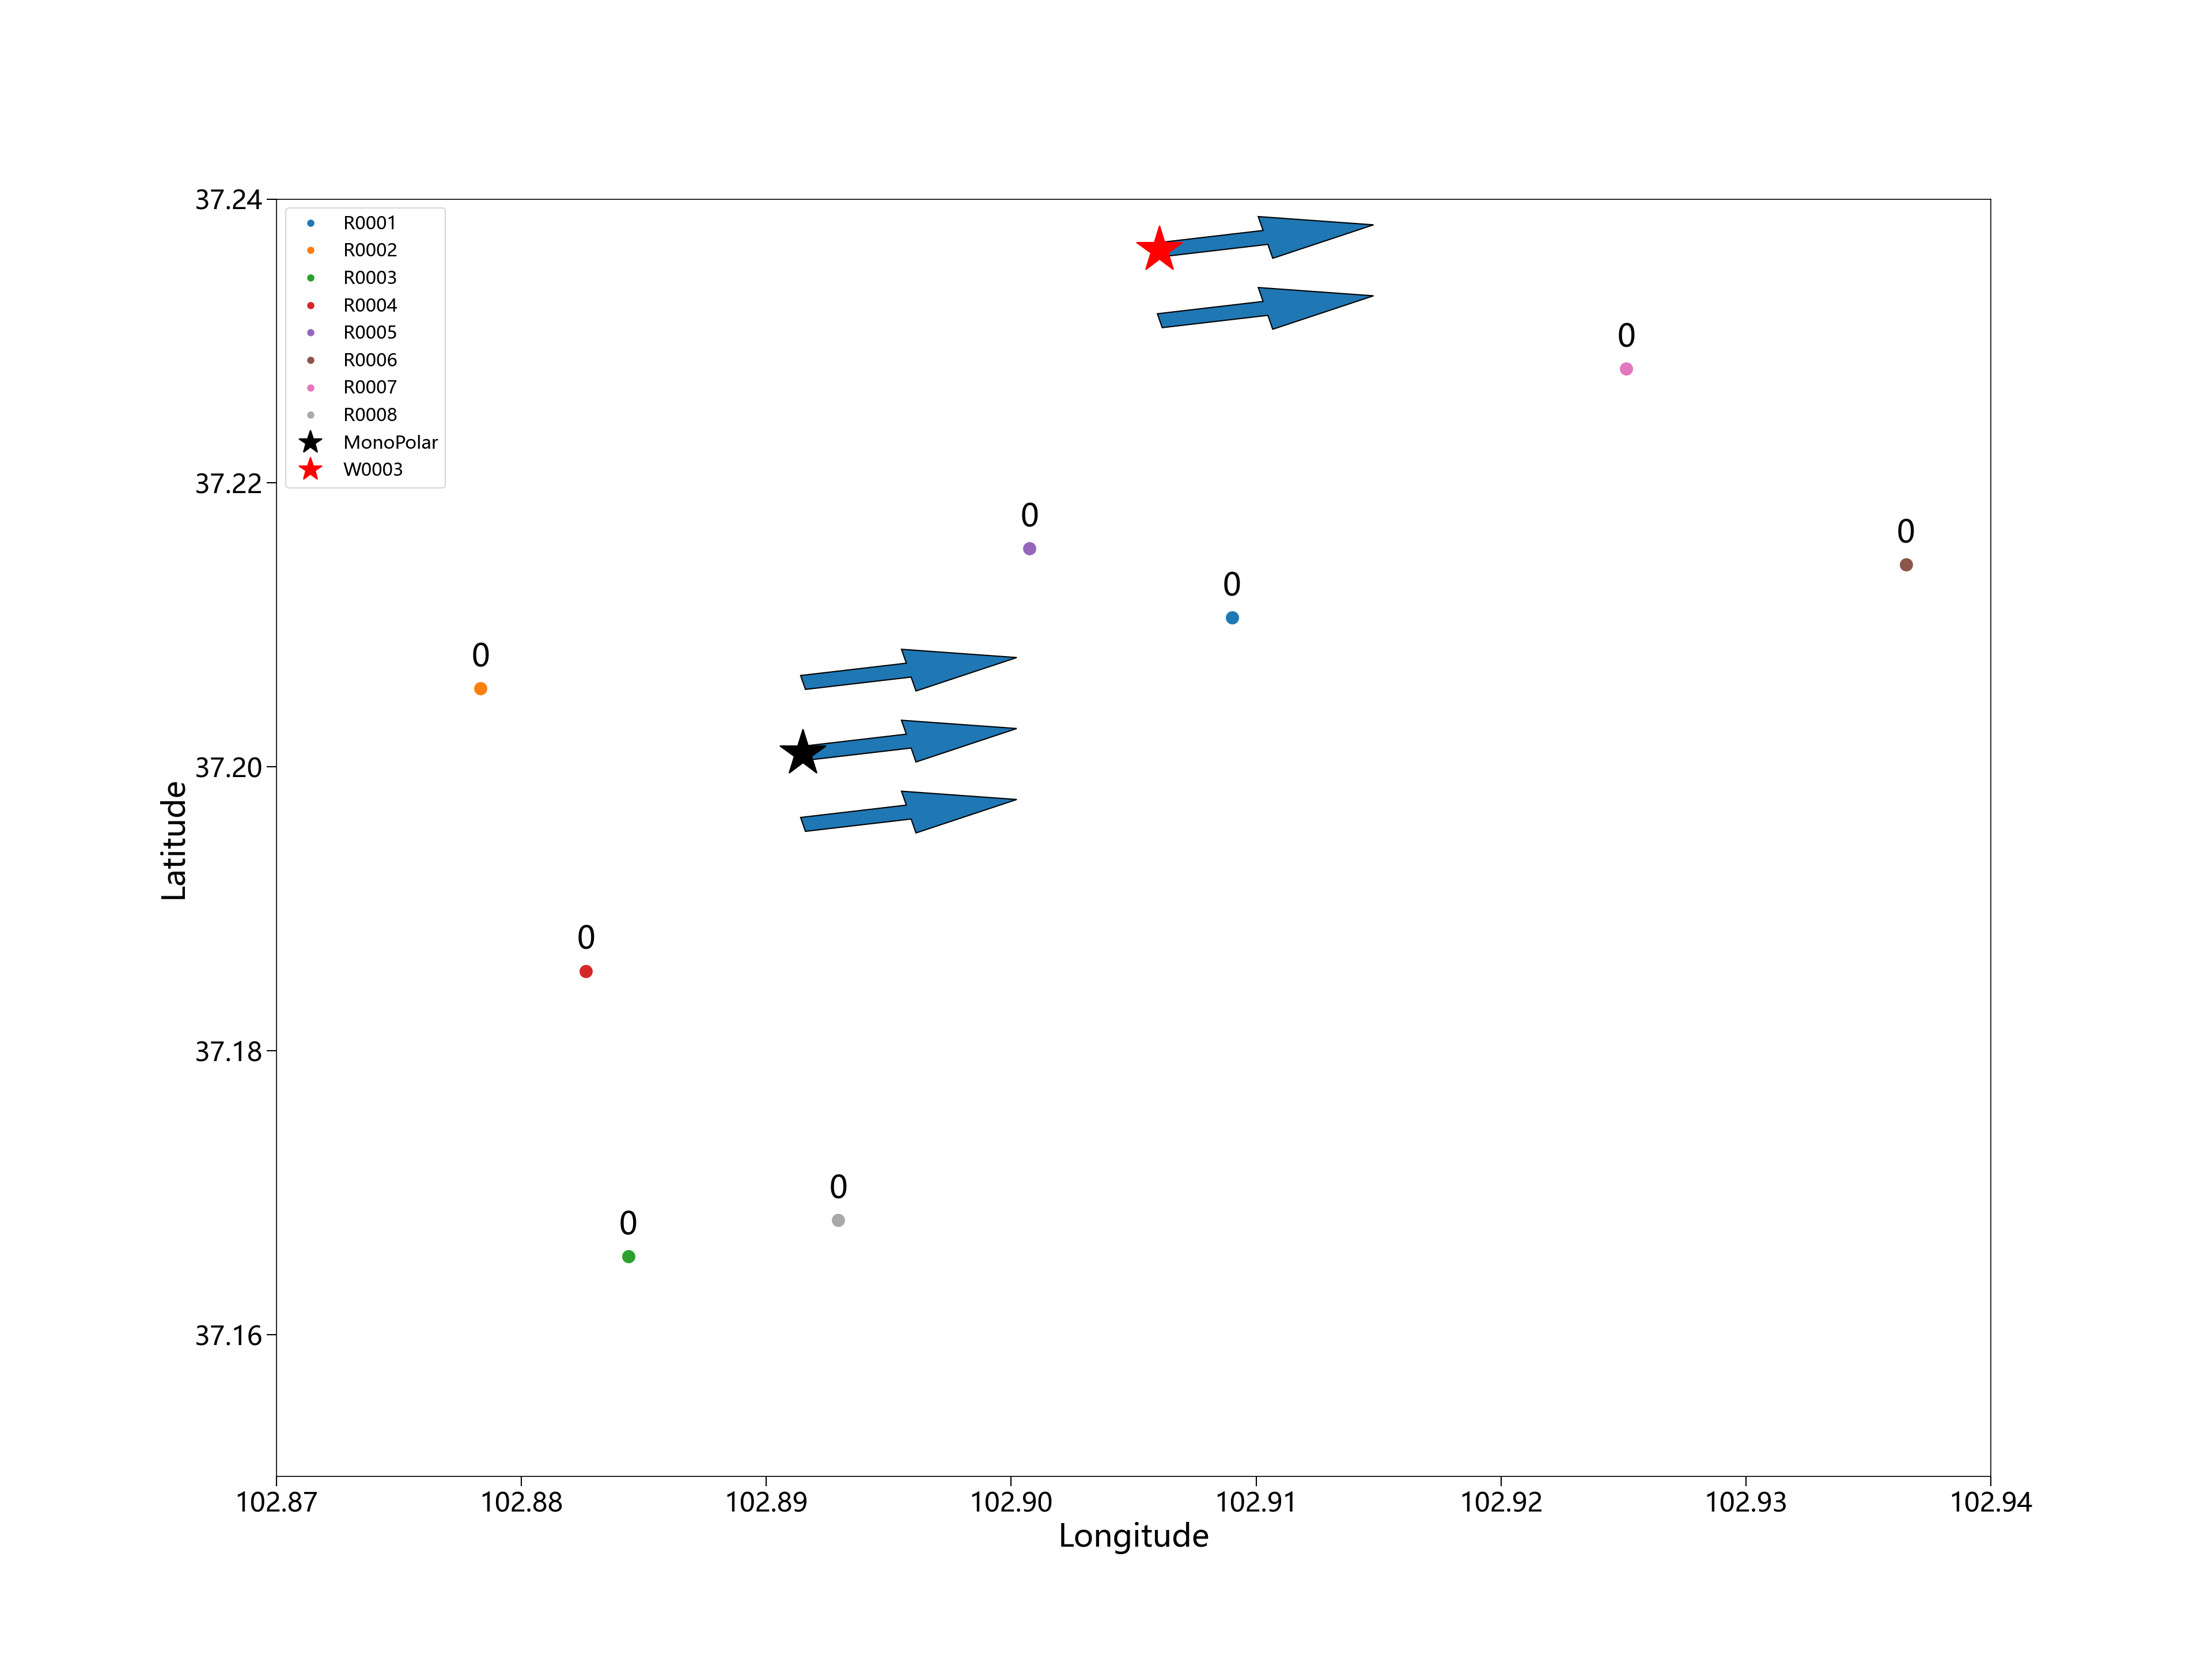 37.24
R0001
R0002
R0003
R0004
R0005
R0006
R0007
R0008
MonoPolar
W0003
0
37.22
0
0
0
0
37.20
Latitude
0
37.18
0
0
37.16
102.87 102.88 102.89 102.90 102.91 102.92 102.93 102.94
Longitude